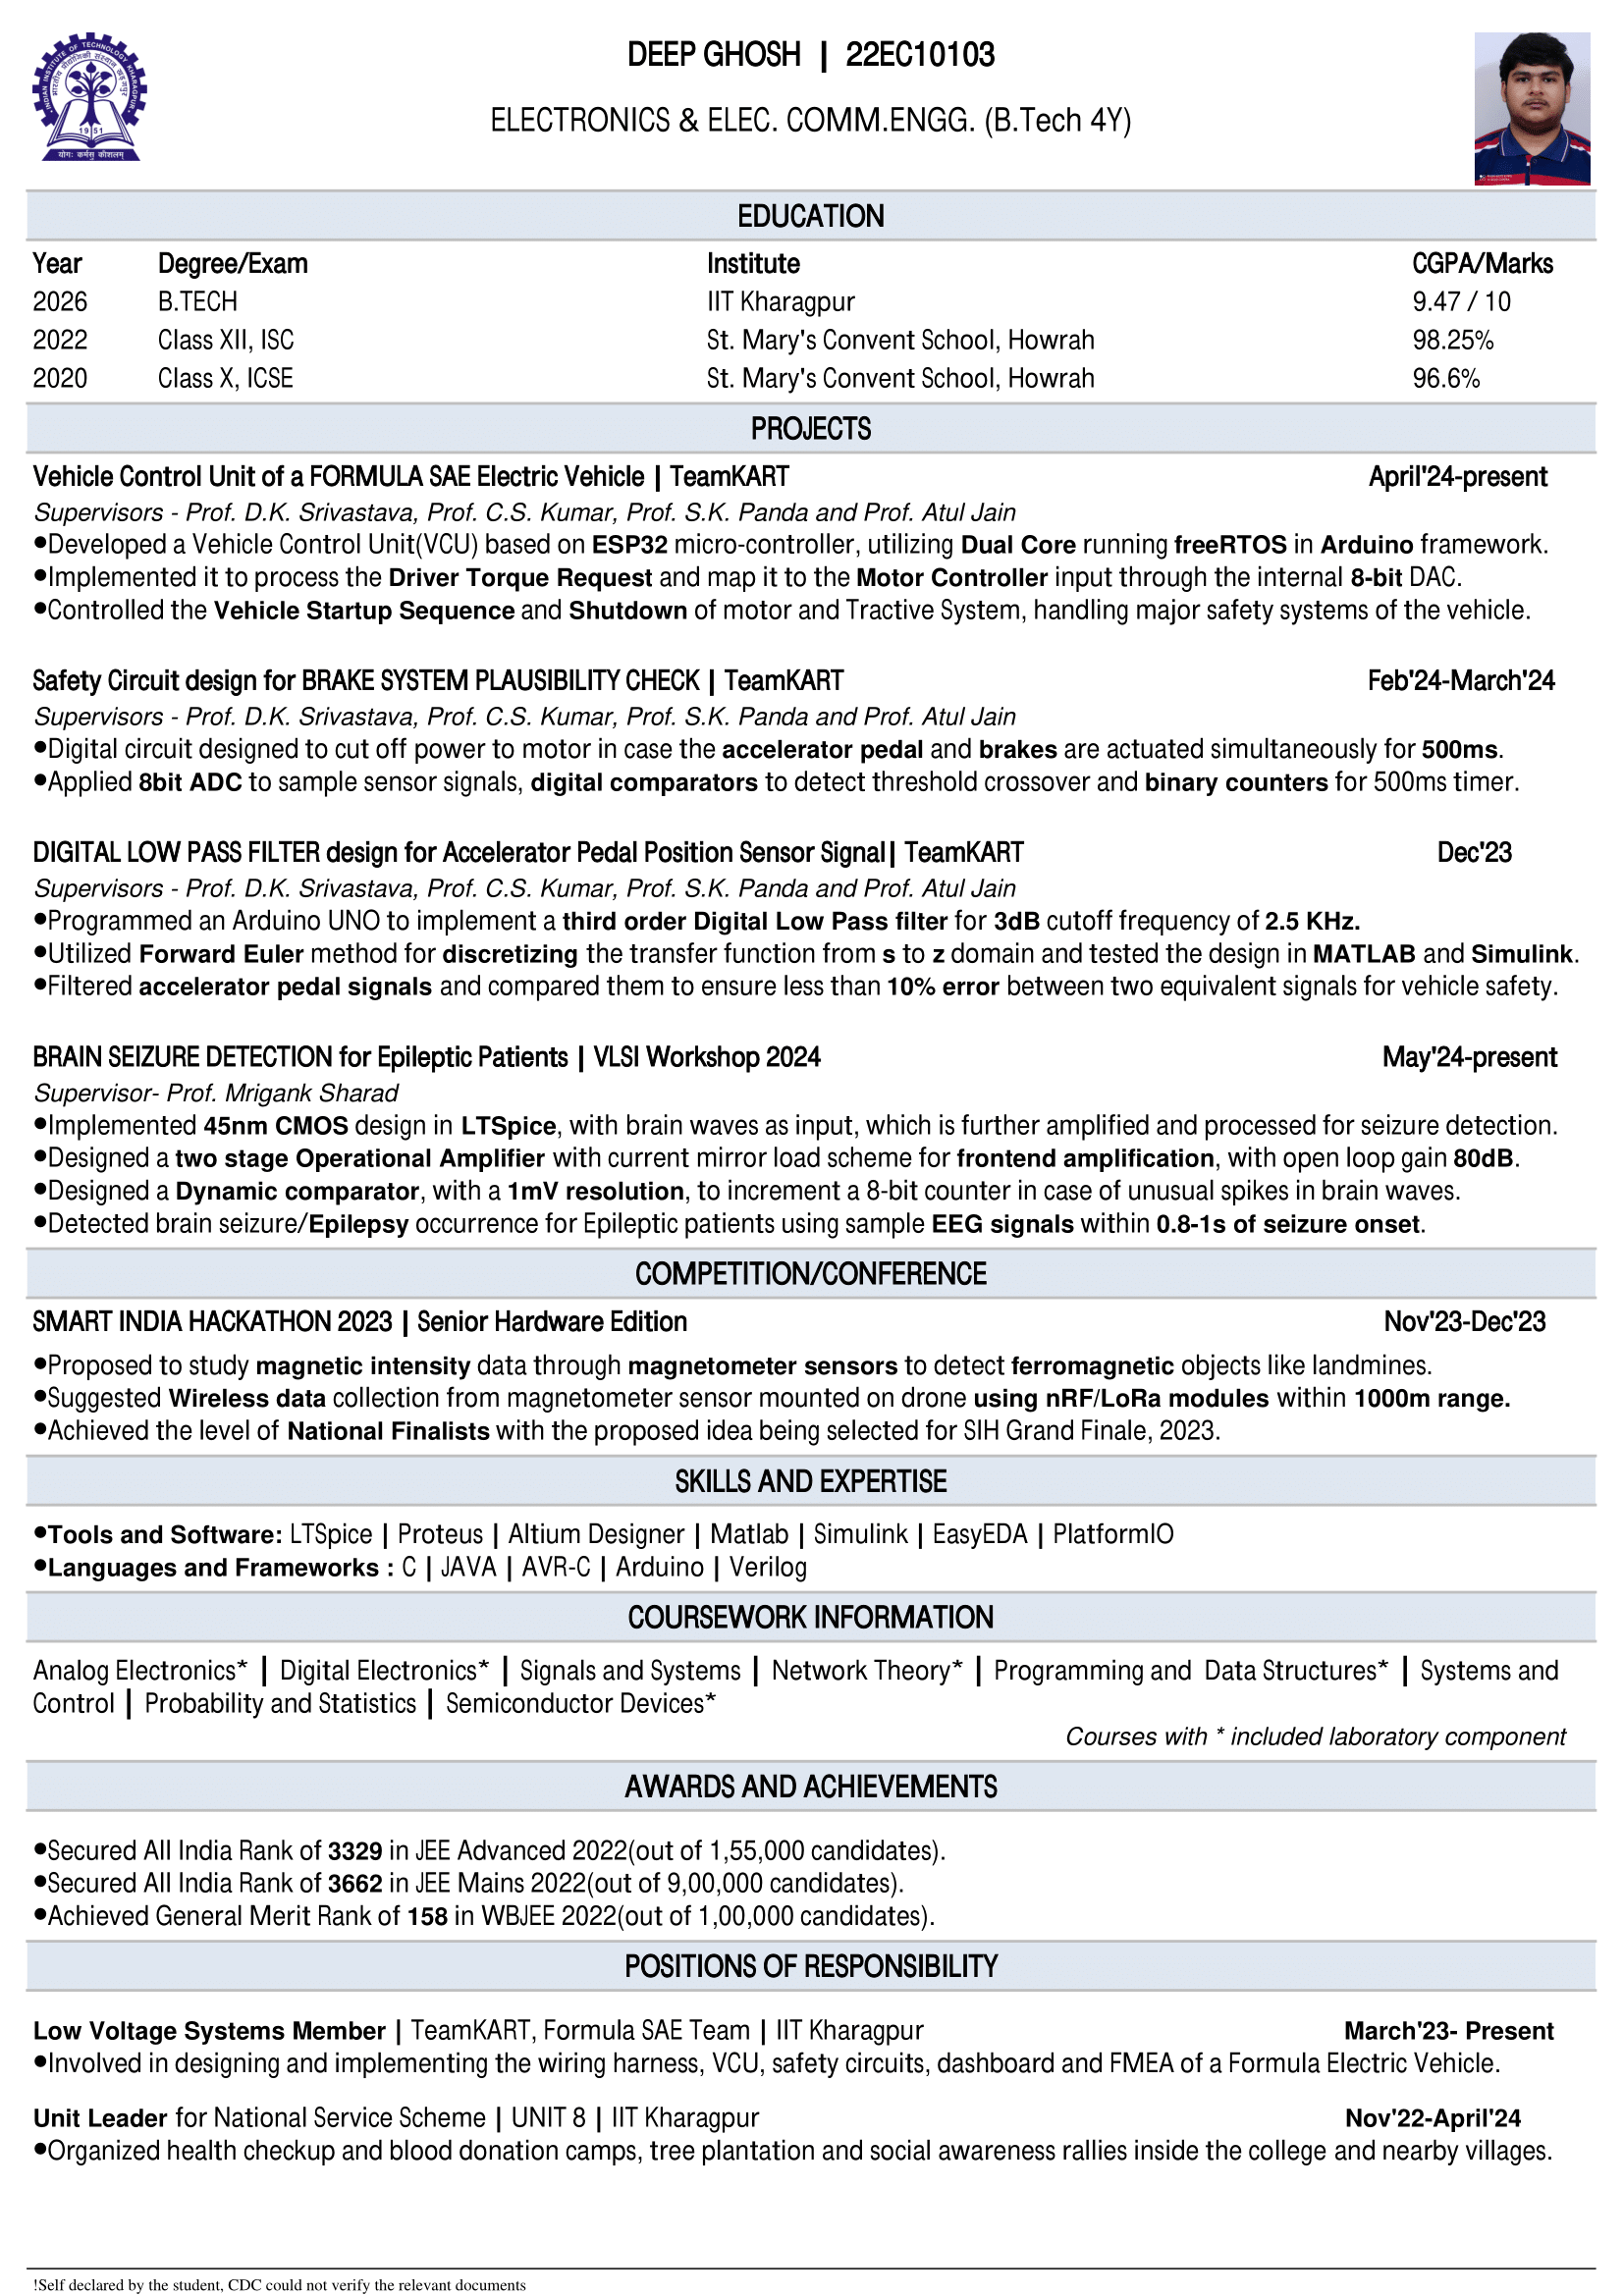 INDIAN INSTITUTE OF TECHNOLOGY KHARAGPUR
भारतीय प्रौद्योगिकी संस्थान खड़गपुर
1951
योगः कर्मसु कौशलम्
DEEP GHOSH | 22EC10103
ELECTRONICS & ELEC. COMM.ENGG. (B.Tech 4Y)
EDUCATION
Year Degree/Exam Institute CGPA/Marks
2026 B.TECH IIT Kharagpur 9.47 / 10
2022 Class XII, ISC St. Mary's Convent School, Howrah 98.25%
2020 Class X, ICSE St. Mary's Convent School, Howrah 96.6%
PROJECTS
Vehicle Control Unit of a FORMULA SAE Electric Vehicle | TeamKART April'24-present
Supervisors - Prof. D.K. Srivastava, Prof. C.S. Kumar, Prof. S.K. Panda and Prof. Atul Jain
●Developed a Vehicle Control Unit(VCU) based on ESP32 micro-controller, utilizing Dual Core running freeRTOS in Arduino framework.
●Implemented it to process the Driver Torque Request and map it to the Motor Controller input through the internal 8-bit DAC.
●Controlled the Vehicle Startup Sequence and Shutdown of motor and Tractive System, handling major safety systems of the vehicle.
Safety Circuit design for BRAKE SYSTEM PLAUSIBILITY CHECK | TeamKART Feb'24-March'24
Supervisors - Prof. D.K. Srivastava, Prof. C.S. Kumar, Prof. S.K. Panda and Prof. Atul Jain
●Digital circuit designed to cut off power to motor in case the accelerator pedal and brakes are actuated simultaneously for 500ms.
●Applied 8bit ADC to sample sensor signals, digital comparators to detect threshold crossover and binary counters for 500ms timer.
DIGITAL LOW PASS FILTER design for Accelerator Pedal Position Sensor Signal| TeamKART Dec'23
Supervisors - Prof. D.K. Srivastava, Prof. C.S. Kumar, Prof. S.K. Panda and Prof. Atul Jain
●Programmed an Arduino UNO to implement a third order Digital Low Pass filter for 3dB cutoff frequency of 2.5 KHz.
●Utilized Forward Euler method for discretizing the transfer function from s to z domain and tested the design in MATLAB and Simulink.
●Filtered accelerator pedal signals and compared them to ensure less than 10% error between two equivalent signals for vehicle safety.
BRAIN SEIZURE DETECTION for Epileptic Patients | VLSI Workshop 2024 May'24-present
Supervisor- Prof. Mrigank Sharad
●Implemented 45nm CMOS design in LTSpice, with brain waves as input, which is further amplified and processed for seizure detection.
●Designed a two stage Operational Amplifier with current mirror load scheme for frontend amplification, with open loop gain 80dB.
●Designed a Dynamic comparator, with a 1mV resolution, to increment a 8-bit counter in case of unusual spikes in brain waves.
●Detected brain seizure/Epilepsy occurrence for Epileptic patients using sample EEG signals within 0.8-1s of seizure onset.
COMPETITION/CONFERENCE
SMART INDIA HACKATHON 2023 | Senior Hardware Edition Nov'23-Dec'23
●Proposed to study magnetic intensity data through magnetometer sensors to detect ferromagnetic objects like landmines.
●Suggested Wireless data collection from magnetometer sensor mounted on drone using nRF/LoRa modules within 1000m range.
●Achieved the level of National Finalists with the proposed idea being selected for SIH Grand Finale, 2023.
SKILLS AND EXPERTISE
●Tools and Software: LTSpice | Proteus | Altium Designer | Matlab | Simulink | EasyEDA | PlatformIO
●Languages and Frameworks : C | JAVA | AVR-C | Arduino | Verilog
COURSEWORK INFORMATION
Analog Electronics* | Digital Electronics* | Signals and Systems | Network Theory* | Programming and Data Structures* | Systems and
Control | Probability and Statistics | Semiconductor Devices*
Courses with * included laboratory component
AWARDS AND ACHIEVEMENTS
●Secured All India Rank of 3329 in JEE Advanced 2022(out of 1,55,000 candidates).
●Secured All India Rank of 3662 in JEE Mains 2022(out of 9,00,000 candidates).
●Achieved General Merit Rank of 158 in WBJEE 2022(out of 1,00,000 candidates).
POSITIONS OF RESPONSIBILITY
Low Voltage Systems Member | TeamKART, Formula SAE Team | IIT Kharagpur March'23- Present
●Involved in designing and implementing the wiring harness, VCU, safety circuits, dashboard and FMEA of a Formula Electric Vehicle.
Unit Leader for National Service Scheme | UNIT 8 | IIT Kharagpur Nov'22-April'24
●Organized health checkup and blood donation camps, tree plantation and social awareness rallies inside the college and nearby villages.
!Self declared by the student, CDC could not verify the relevant documents